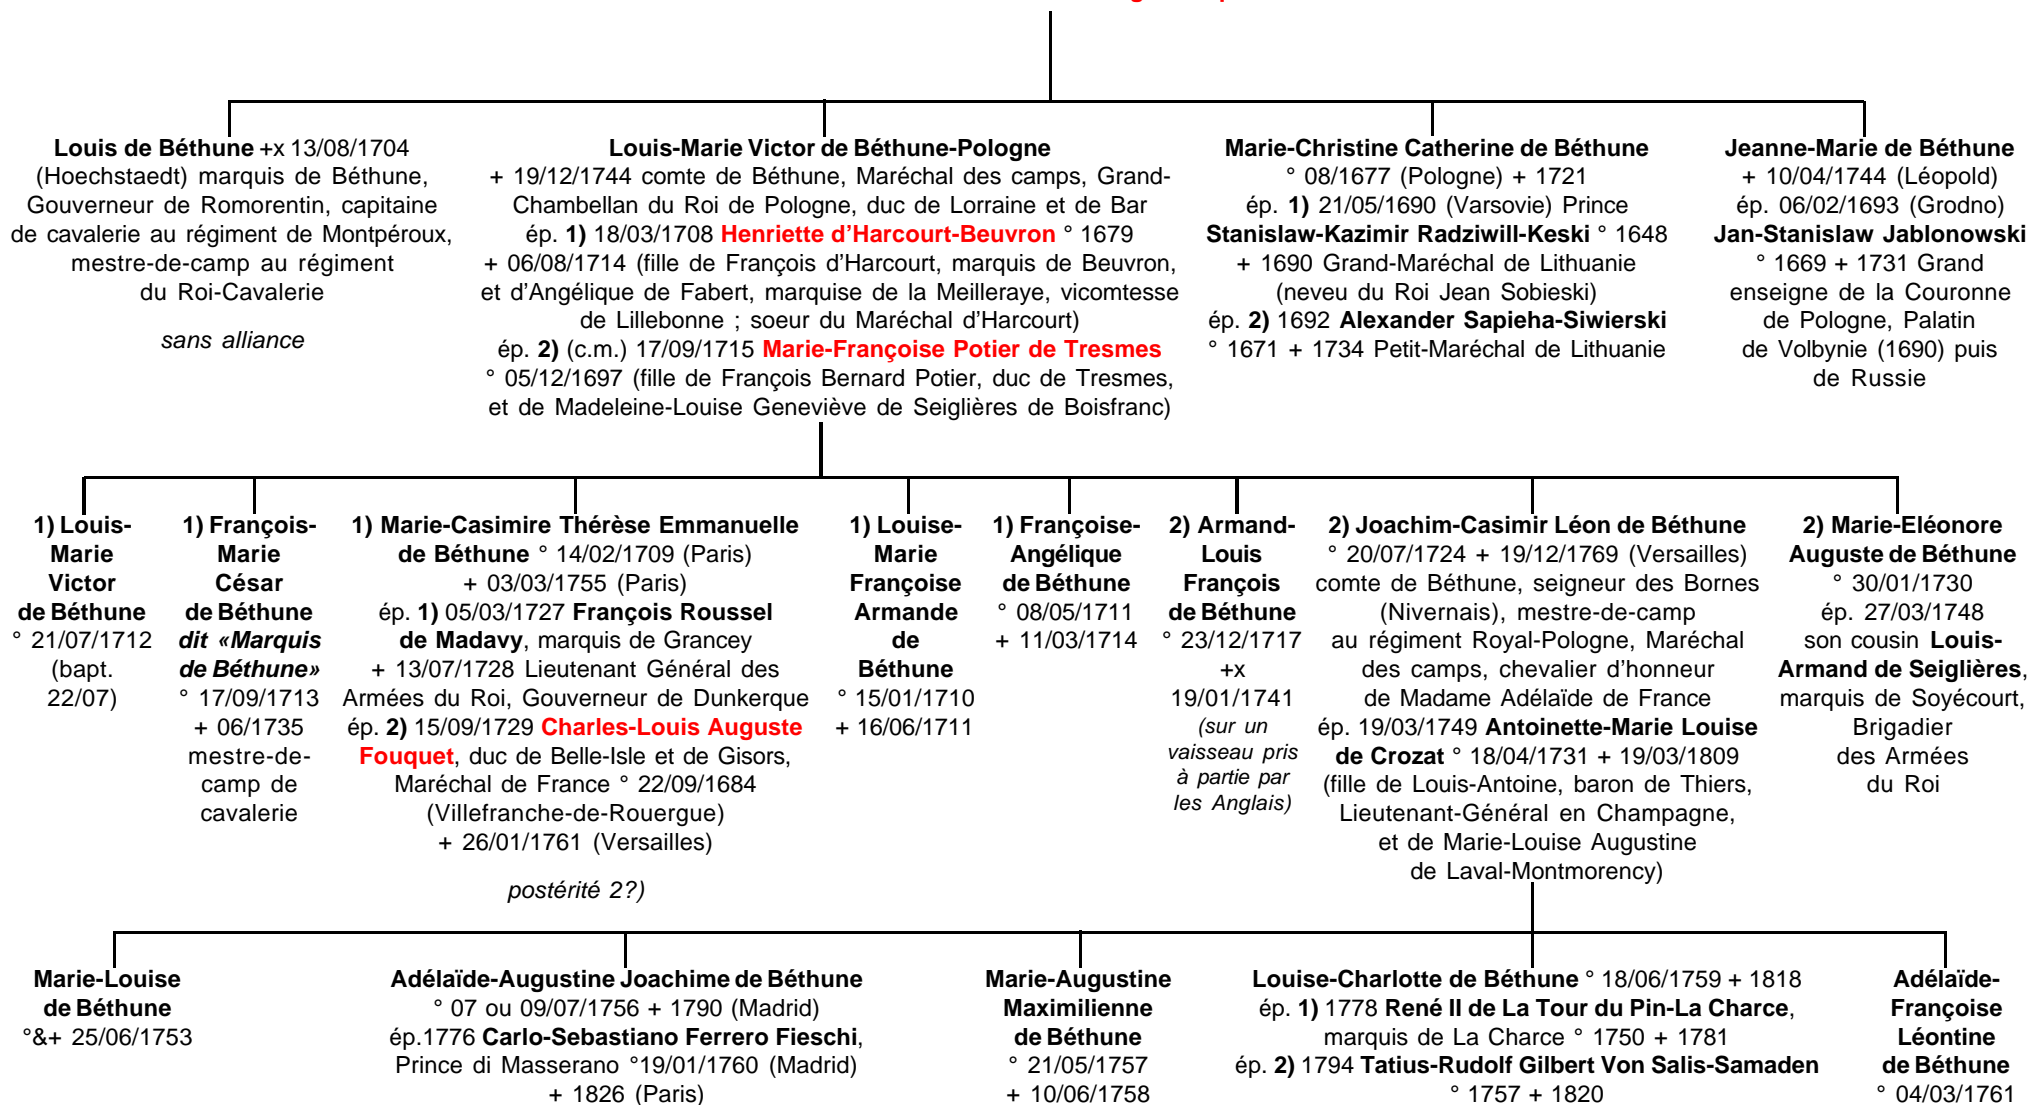 Louis de Béthune +x 13/08/1704
(Hoechstaedt) marquis de Béthune,
Gouverneur de Romorentin, capitaine
de cavalerie au régiment de Montpéroux,
mestre-de-camp au régiment
du Roi-Cavalerie
sans alliance
Louis-Marie Victor de Béthune-Pologne
+ 19/12/1744 comte de Béthune, Maréchal des camps, Grand-
Chambellan du Roi de Pologne, duc de Lorraine et de Bar
ép. 1) 18/03/1708 Henriette d'Harcourt-Beuvron ° 1679
+ 06/08/1714 (fille de François d'Harcourt, marquis de Beuvron,
et d'Angélique de Fabert, marquise de la Meilleraye, vicomtesse
de Lillebonne ; soeur du Maréchal d'Harcourt)
ép. 2) (c.m.) 17/09/1715 Marie-Françoise Potier de Tresmes
° 05/12/1697 (fille de François Bernard Potier, duc de Tresmes,
et de Madeleine-Louise Geneviève de Seiglières de Boisfranc)
Marie-Christine Catherine de Béthune
° 08/1677 (Pologne) + 1721
ép. 1) 21/05/1690 (Varsovie) Prince
Stanislaw-Kazimir Radziwill-Keski ° 1648
+ 1690 Grand-Maréchal de Lithuanie
(neveu du Roi Jean Sobieski)
ép. 2) 1692 Alexander Sapieha-Siwierski
° 1671 + 1734 Petit-Maréchal de Lithuanie
Jeanne-Marie de Béthune
+ 10/04/1744 (Léopold)
ép. 06/02/1693 (Grodno)
Jan-Stanislaw Jablonowski
° 1669 + 1731 Grand
enseigne de la Couronne
de Pologne, Palatin
de Volbynie (1690) puis
de Russie
1) Louis-
Marie
Victor
de Béthune
° 21/07/1712
(bapt.
22/07)
1) François-
Marie
César
de Béthune
dit «Marquis
de Béthune»
° 17/09/1713
+ 06/1735
mestre-de-
camp de
cavalerie
1) Marie-Casimire Thérèse Emmanuelle
de Béthune ° 14/02/1709 (Paris)
+ 03/03/1755 (Paris)
ép. 1) 05/03/1727 François Roussel
de Madavy, marquis de Grancey
+ 13/07/1728 Lieutenant Général des
Armées du Roi, Gouverneur de Dunkerque
ép. 2) 15/09/1729 Charles-Louis Auguste
Fouquet, duc de Belle-Isle et de Gisors,
Maréchal de France ° 22/09/1684
(Villefranche-de-Rouergue)
+ 26/01/1761 (Versailles)
postérité 2?)
1) Louise-
Marie
Françoise
Armande
de
Béthune
° 15/01/1710
+ 16/06/1711
1) Françoise-
Angélique
de Béthune
° 08/05/1711
+ 11/03/1714
2) Armand-
Louis
François
de Béthune
° 23/12/1717
+x
19/01/1741
(sur un
vaisseau pris
à partie par
les Anglais)
2) Joachim-Casimir Léon de Béthune
° 20/07/1724 + 19/12/1769 (Versailles)
comte de Béthune, seigneur des Bornes
(Nivernais), mestre-de-camp
au régiment Royal-Pologne, Maréchal
des camps, chevalier d'honneur
de Madame Adélaïde de France
ép. 19/03/1749 Antoinette-Marie Louise
de Crozat ° 18/04/1731 + 19/03/1809
(fille de Louis-Antoine, baron de Thiers,
Lieutenant-Général en Champagne,
et de Marie-Louise Augustine
de Laval-Montmorency)
2) Marie-Eléonore
Auguste de Béthune
° 30/01/1730
ép. 27/03/1748
son cousin Louis-
Armand de Seiglières,
marquis de Soyécourt,
Brigadier
des Armées
du Roi
Marie-Louise
de Béthune
°&+ 25/06/1753
Adélaïde-Augustine Joachime de Béthune
° 07 ou 09/07/1756 + 1790 (Madrid)
ép.1776 Carlo-Sebastiano Ferrero Fieschi,
Prince di Masserano °19/01/1760 (Madrid)
+ 1826 (Paris)
Marie-Augustine
Maximilienne
de Béthune
° 21/05/1757
+ 10/06/1758
Louise-Charlotte de Béthune ° 18/06/1759 + 1818
ép. 1) 1778 René II de La Tour du Pin-La Charce,
marquis de La Charce ° 1750 + 1781
ép. 2) 1794 Tatius-Rudolf Gilbert Von Salis-Samaden
° 1757 + 1820
Adélaïde-
Françoise
Léontine
de Béthune
° 04/03/1761